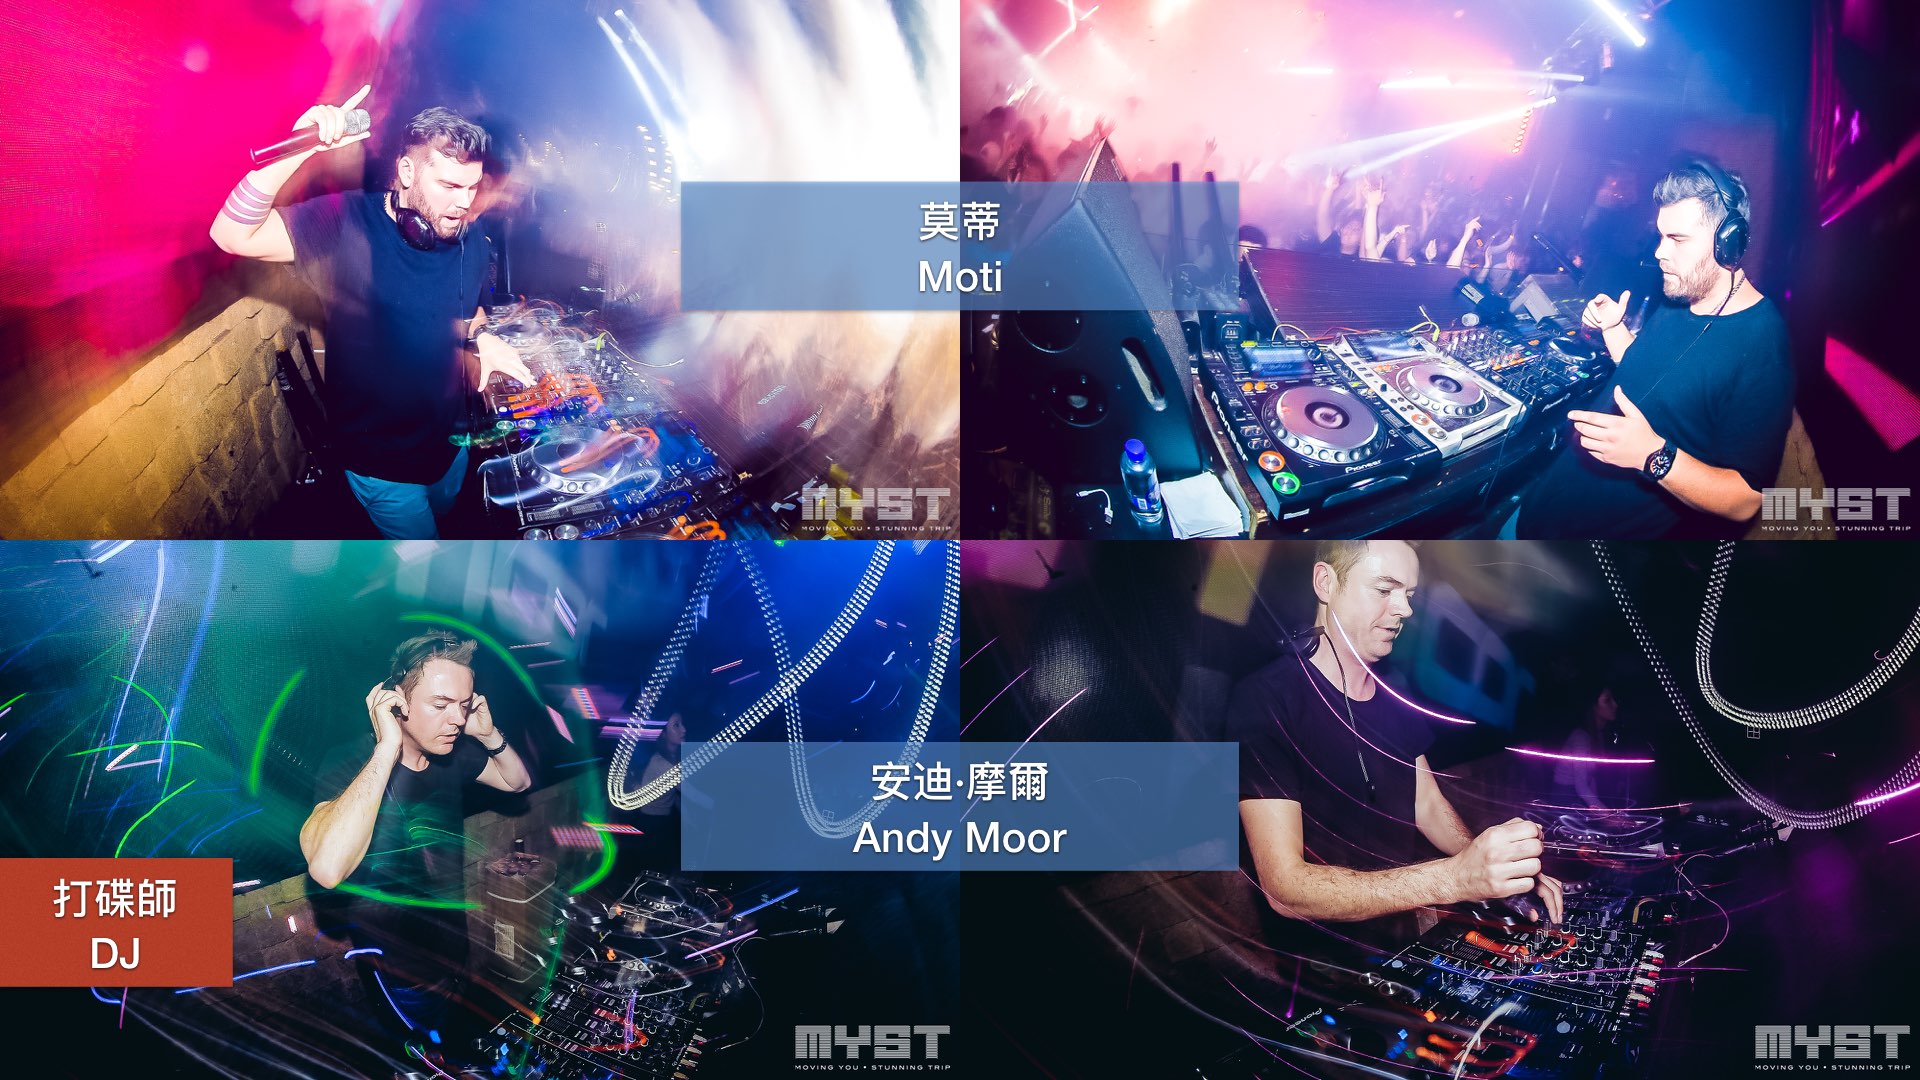 莫蒂
Moti
MYST
MOVING YOU • STUNNING TRIP
MYST
MOVING YOU • STUNNING TRIP
Pioneer
安迪·摩爾
Andy Moor
打碟師
DJ
MYST
MOVING YOU • STUNNING TRIP
MYST
MOVING YOU • STUNNING TRIP